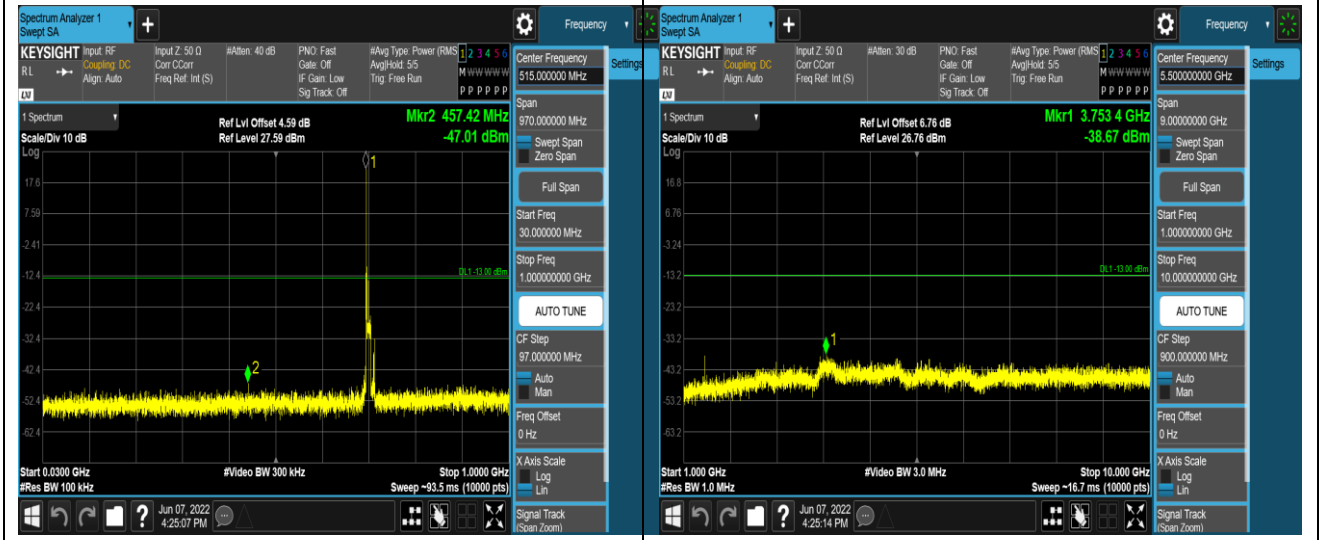 Spectrum Analyzer 1
Swept SA
+
Frequency
KEYSIGHT
RL
LXI
Input: RF
Coupling: DC
Align: Auto
Input Z: 50 Ω
Corr CCorr
Freq Ref: Int (S)
#Atten: 40 dB
PNO: Fast
Gate: Off
IF Gain: Low
Sig Track: Off
#Avg Type: Power (RMS
Avg|Hold: 5/5
Trig: Free Run
1 2 3 4 5 6
M W W W W W
P P P P P P
Center Frequency
515.000000 MHz
Settings
1 Spectrum
Scale/Div 10 dB
Log
Ref Lvl Offset 4.59 dB
Ref Level 27.59 dBm
Mkr2 457.42 MHz
-47.01 dBm
17.6
7.59
-2.41
-12.4
-22.4
-32.4
-42.4
-52.4
-62.4
1
DL1 -13.00 dBm
2
Start 0.0300 GHz
#Res BW 100 kHz
#Video BW 300 kHz
Stop 1.0000 GHz
Sweep ~93.5 ms (10000 pts)
Span
970.000000 MHz
Swept Span
Zero Span
Full Span
Start Freq
30.000000 MHz
Stop Freq
1.000000000 GHz
AUTO TUNE
CF Step
97.000000 MHz
Auto
Man
Freq Offset
0 Hz
X Axis Scale
Log
Lin
Signal Track
(Span Zoom)
?
Jun 07, 2022
4:25:07 PM
Spectrum Analyzer 1
Swept SA
+
Frequency
KEYSIGHT
RL
LXI
Input: RF
Coupling: DC
Align: Auto
Input Z: 50 Ω
Corr CCorr
Freq Ref: Int (S)
#Atten: 30 dB
PNO: Fast
Gate: Off
IF Gain: Low
Sig Track: Off
#Avg Type: Power (RMS
Avg|Hold: 5/5
Trig: Free Run
1 2 3 4 5 6
M W W W W W
P P P P P P
Center Frequency
5.500000000 GHz
Settings
1 Spectrum
Scale/Div 10 dB
Log
Ref Lvl Offset 6.76 dB
Ref Level 26.76 dBm
Mkr1 3.753 4 GHz
-38.67 dBm
16.8
6.76
-3.24
-13.2
-23.2
-33.2
-43.2
-53.2
-63.2
DL1 -13.00 dBm
1
Start 1.000 GHz
#Res BW 1.0 MHz
#Video BW 3.0 MHz
Stop 10.000 GHz
Sweep ~16.7 ms (10000 pts)
Span
9.00000000 GHz
Swept Span
Zero Span
Full Span
Start Freq
1.000000000 GHz
Stop Freq
10.000000000 GHz
AUTO TUNE
CF Step
900.000000 MHz
Auto
Man
Freq Offset
0 Hz
X Axis Scale
Log
Lin
Signal Track
(Span Zoom)
?
Jun 07, 2022
4:25:14 PM